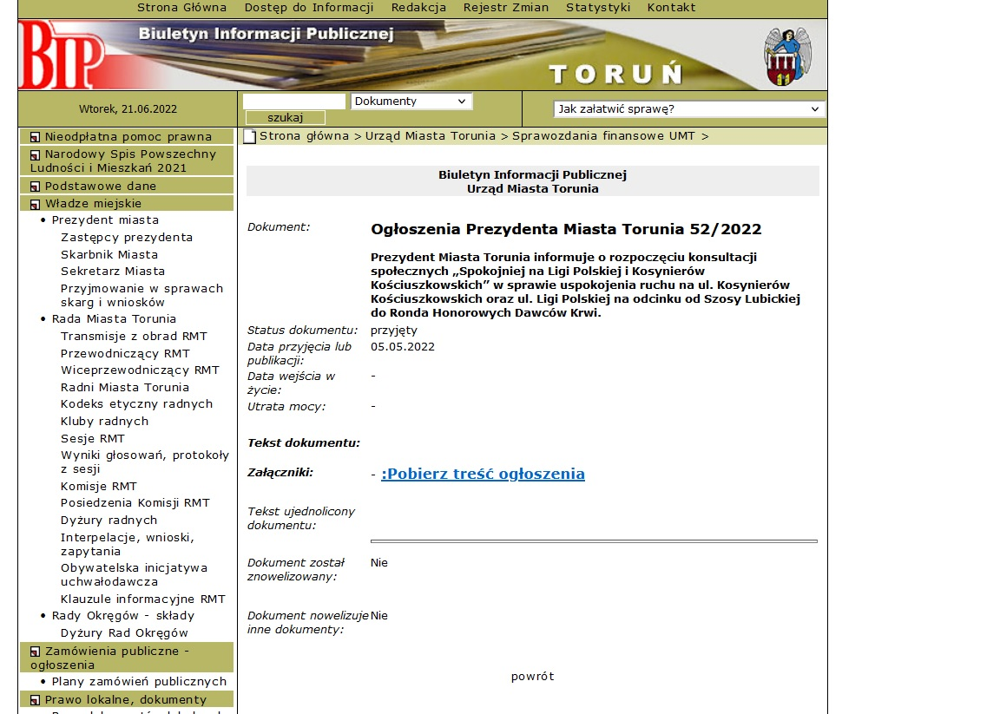 Strona Główna Dostęp do Informacji Redakcja Rejestr Zmian Statystyki Kontakt
BIP
Biuletyn Informacji Publicznej
TORUŃ
Wtorek, 21.06.2022
Dokumenty
szukaj
Jak załatwić sprawę?
Nieodpłatna pomoc prawna
Narodowy Spis Powszechny
Ludności i Mieszkań 2021
Podstawowe dane
Władze miejskie
• Prezydent miasta
Zastępcy prezydenta
Skarbnik Miasta
Sekretarz Miasta
Przyjmowanie w sprawach
skarg i wniosków
• Rada Miasta Torunia
Transmisje z obrad RMT
Przewodniczący RMT
Wiceprzewodniczący RMT
Radni Miasta Torunia
Kodeks etyczny radnych
Kluby radnych
Sesje RMT
Wyniki głosowań, protokoły
z sesji
Komisje RMT
Posiedzenia Komisji RMT
Dyżury radnych
Interpelacje, wnioski,
zapytania
Obywatelska inicjatywa
uchwałodawcza
Klauzule informacyjne RMT
• Rady Okręgów - składy
Dyżury Rad Okręgów
Zamówienia publiczne -
ogłoszenia
• Plany zamówień publicznych
Prawo lokalne, dokumenty
Strona główna > Urząd Miasta Torunia > Sprawozdania finansowe UMT >
Biuletyn Informacji Publicznej
Urząd Miasta Torunia
Dokument: Ogłoszenia Prezydenta Miasta Torunia 52/2022
Prezydent Miasta Torunia informuje o rozpoczęciu konsultacji
społecznych „Spokojniej na Ligi Polskiej i Kosynierów
Kościuszkowskich” w sprawie uspokojenia ruchu na ul. Kosynierów
Kościuszkowskich oraz ul. Ligi Polskiej na odcinku od Szosy Lubickiej
do Ronda Honorowych Dawców Krwi.
Status dokumentu: przyjęty
Data przyjęcia lub 05.05.2022
publikacji:
Data wejścia w -
życie:
Utrata mocy: -
Tekst dokumentu:
Załączniki: - :Pobierz treść ogłoszenia
Tekst ujednolicony
dokumentu:
Dokument został Nie
znowelizowany:
Dokument nowelizuje Nie
inne dokumenty:
powrót